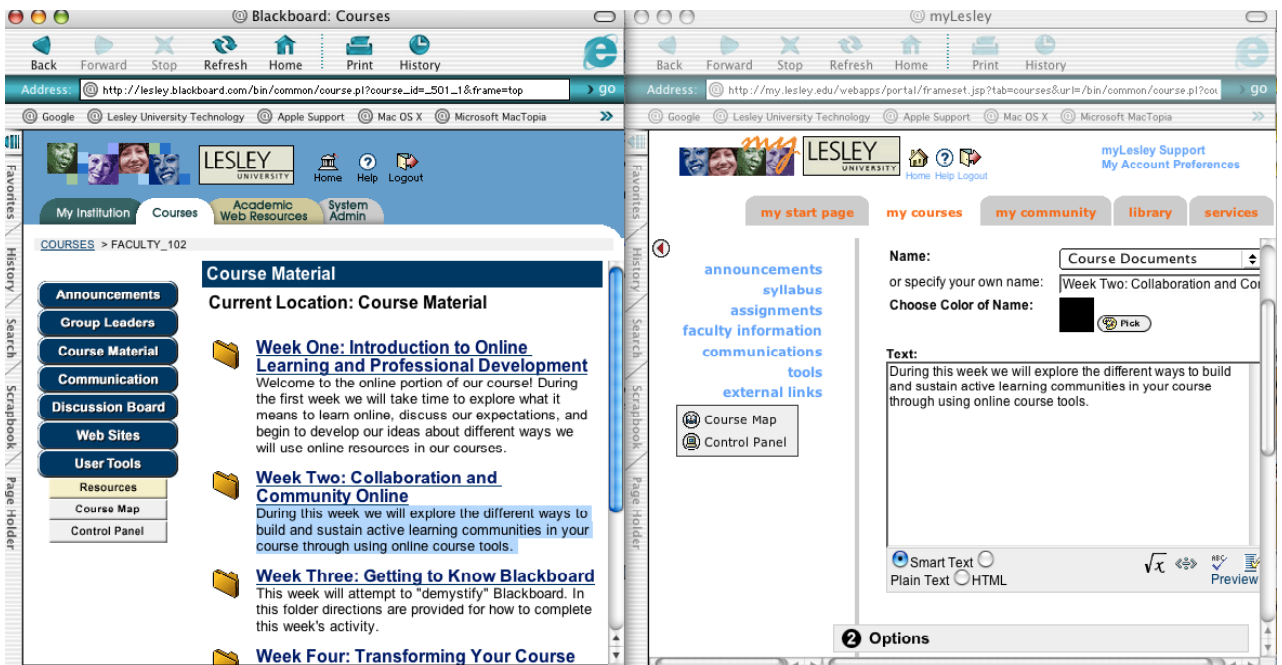 @ Blackboard: Courses
Back Forward Stop Refresh Home Print History
Address: @ http://lesley.blackboard.com/bin/common/course.pl?course_id=_501_1&frame=top go
@ Google @ Lesley University Technology @ Apple Support @ Mac OS X @ Microsoft MacTopia »
Favorites
History
Search
Scrapbook
Page Holder
LESLEY
UNIVERSITY
Home Help Logout
My Institution Courses Academic Web Resources System Admin
COURSES > FACULTY_102
Announcements
Group Leaders
Course Material
Communication
Discussion Board
Web Sites
User Tools
Resources
Course Map
Control Panel
Course Material
Current Location: Course Material
Week One: Introduction to Online
Learning and Professional Development
Welcome to the online portion of our course! During
the first week we will take time to explore what it
means to learn online, discuss our expectations, and
begin to develop our ideas about different ways we
will use online resources in our courses.
Week Two: Collaboration and
Community Online
During this week we will explore the different ways to
build and sustain active learning communities in your
course through using online course tools.
Week Three: Getting to Know Blackboard
This week will attempt to "demystify" Blackboard. In
this folder directions are provided for how to complete
this week's activity.
Week Four: Transforming Your Course
@ myLesley
Back Forward Stop Refresh Home Print History
Address: @ http://my.lesley.edu/webapps/portal/frameset.jsp?tab=courses&url=/bin/common/course.pl?cou go
@ Google @ Lesley University Technology @ Apple Support @ Mac OS X @ Microsoft MacTopia »
Favorites
History
Search
Scrapbook
Page Holder
my
LESLEY
UNIVERSITY
Home Help Logout
myLesley Support
My Account Preferences
my start page my courses my community library services
announcements
syllabus
assignments
faculty information
communications
tools
external links
Course Map
Control Panel
Name: Course Documents
or specify your own name: Week Two: Collaboration and Co
Choose Color of Name: Pick
Text:
During this week we will explore the different ways to build
and sustain active learning communities in your course
through using online course tools.
Smart Text
Plain Text HTML
√x <÷> ABC Preview
2 Options